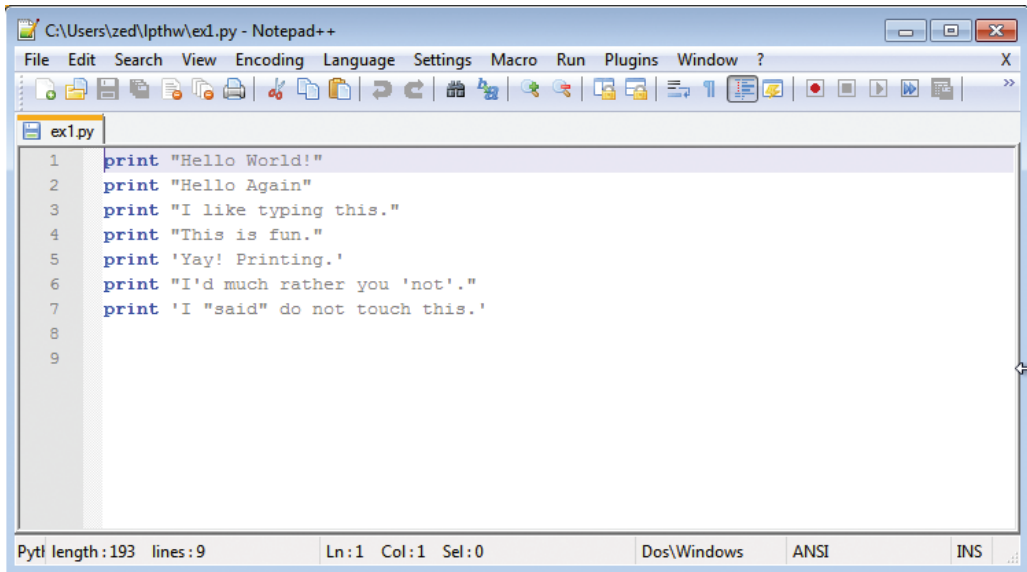 C:\Users\zed\lpthw\ex1.py - Notepad++
File Edit Search View Encoding Language Settings Macro Run Plugins Window ? X
ex1.py
1 print "Hello World!"
2 print "Hello Again"
3 print "I like typing this."
4 print "This is fun."
5 print 'Yay! Printing.'
6 print "I'd much rather you 'not'."
7 print 'I "said" do not touch this.'
8
9
Pytl length : 193 lines : 9 Ln : 1 Col : 1 Sel : 0 Dos\Windows ANSI INS